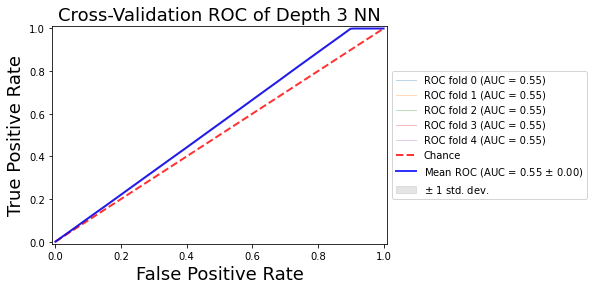 Cross-Validation ROC of Depth 3 NN
1.0
0.8
0.6
0.4
0.2
0.0
True Positive Rate
0.0 0.2 0.4 0.6 0.8 1.0
False Positive Rate
ROC fold 0 (AUC = 0.55)
ROC fold 1 (AUC = 0.55)
ROC fold 2 (AUC = 0.55)
ROC fold 3 (AUC = 0.55)
ROC fold 4 (AUC = 0.55)
Chance
Mean ROC (AUC = 0.55 ± 0.00)
± 1 std. dev.